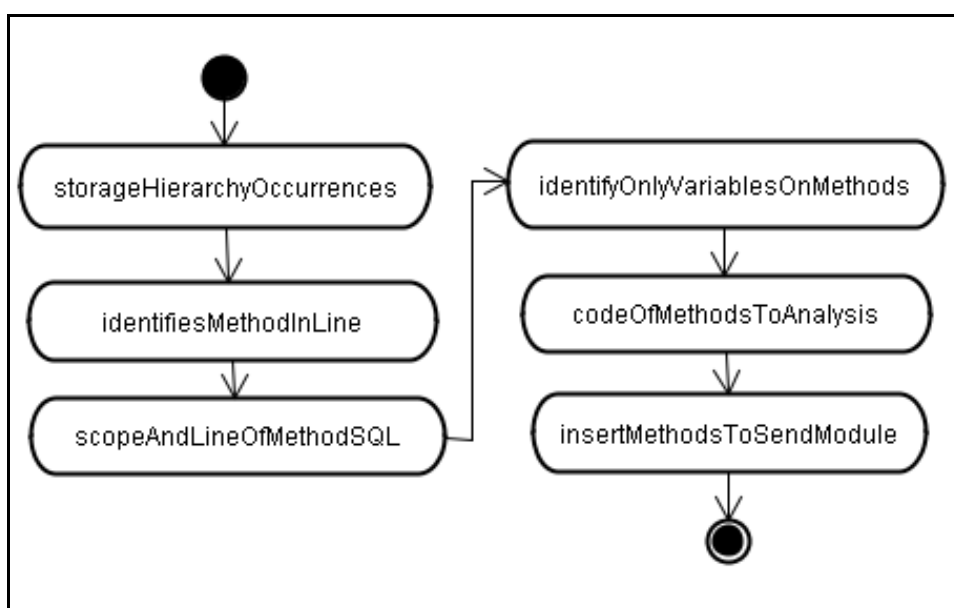 storageHierarchyOccurrences
identifiesMethodInLine
scopeAndLineOfMethodSQL
identifyOnlyVariablesOnMethods
codeOfMethodsToAnalysis
insertMethodsToSendModule